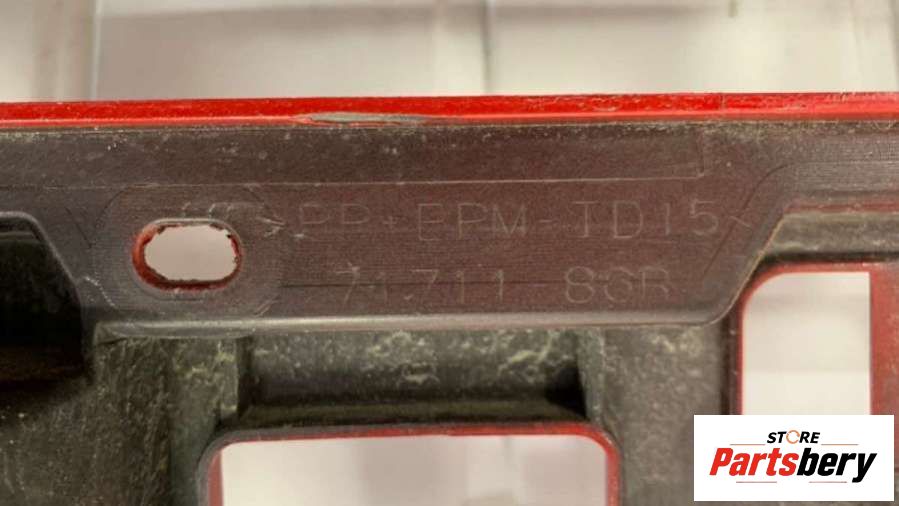 >PP+EPM-TD15<
71711 86R
STORE
Partsbery